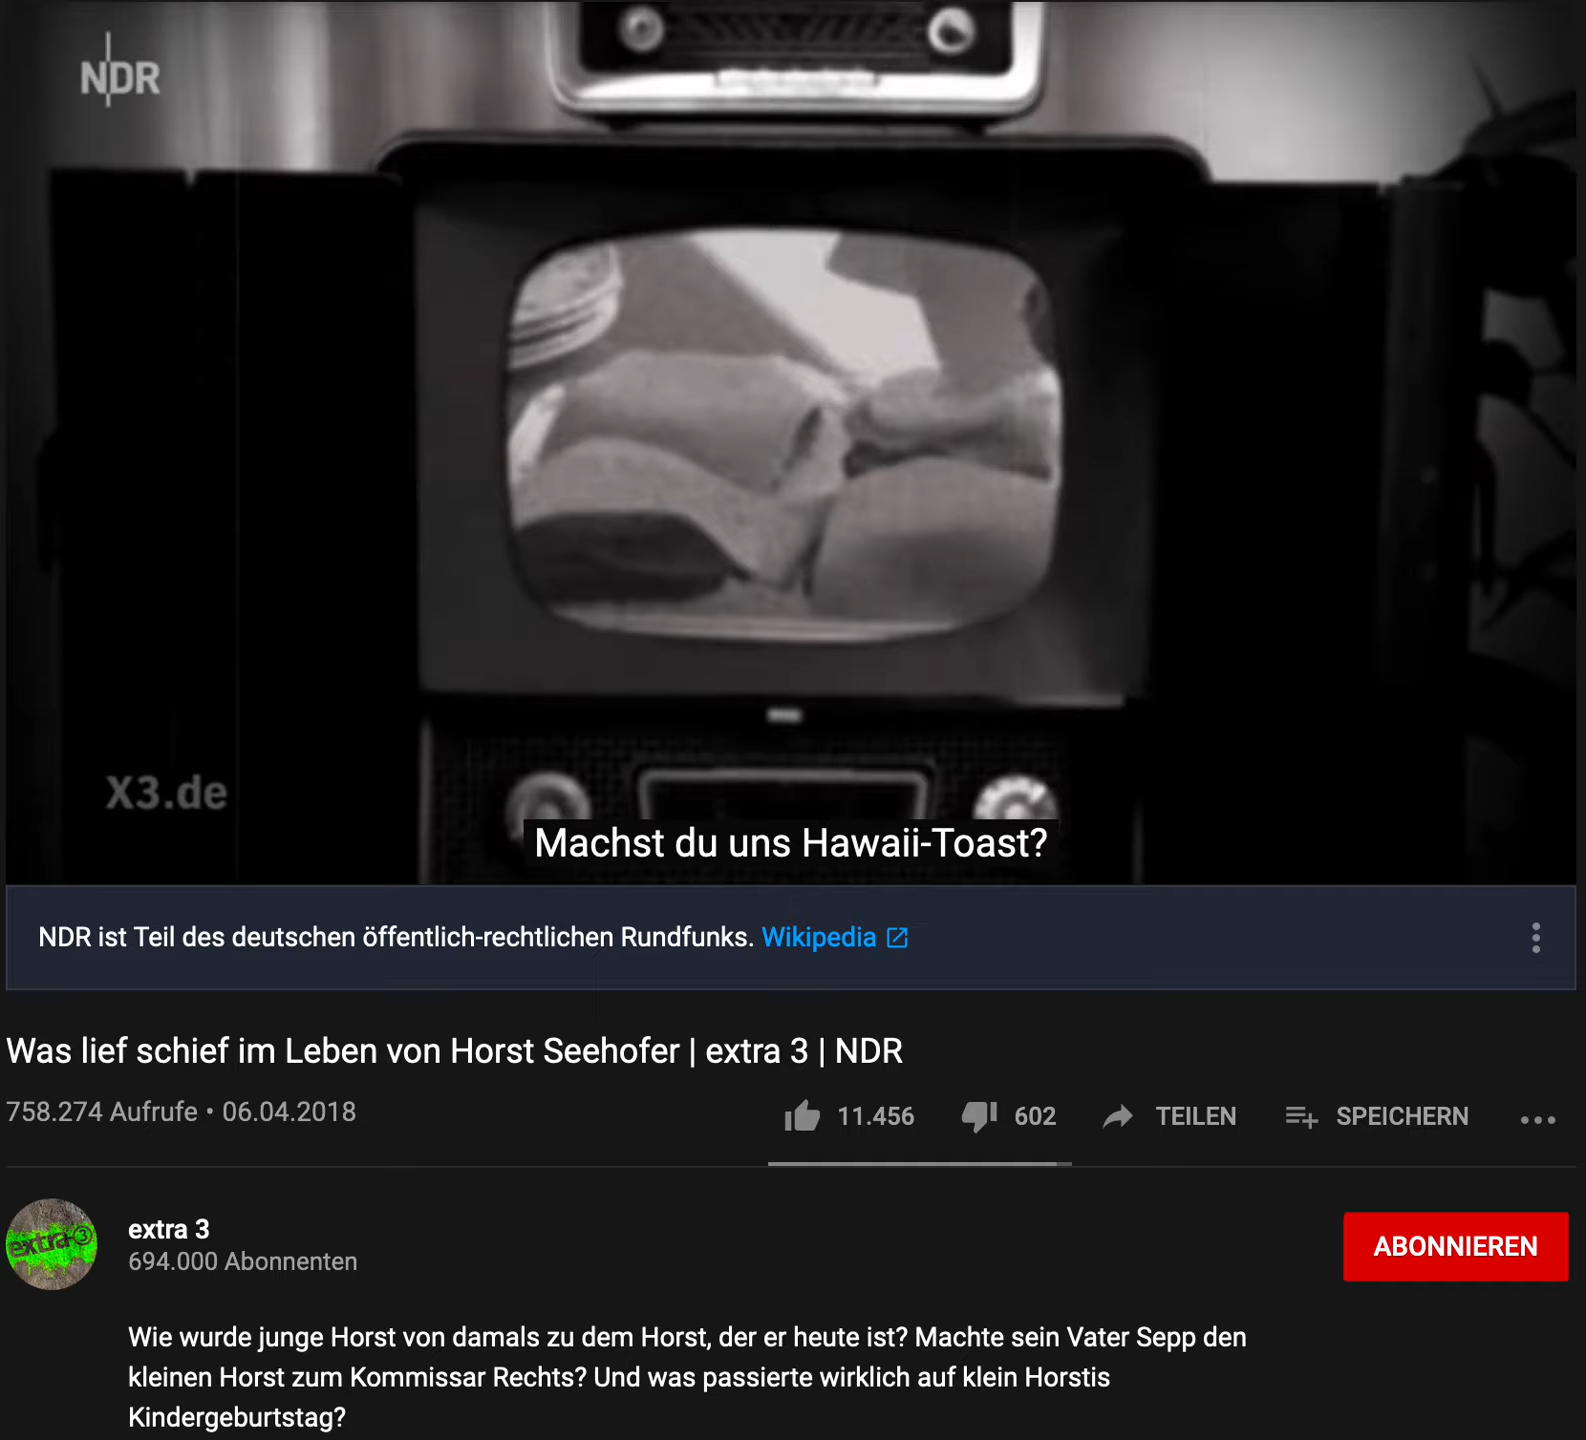 NDR
X3.de
Machst du uns Hawaii-Toast?
NDR ist Teil des deutschen öffentlich-rechtlichen Rundfunks. Wikipedia
Was lief schief im Leben von Horst Seehofer | extra 3 | NDR
758.274 Aufrufe • 06.04.2018
11.456 602 TEILEN SPEICHERN
extra 3
extra 3
694.000 Abonnenten
ABONNIEREN
Wie wurde junge Horst von damals zu dem Horst, der er heute ist? Machte sein Vater Sepp den
kleinen Horst zum Kommissar Rechts? Und was passierte wirklich auf klein Horstis
Kindergeburtstag?